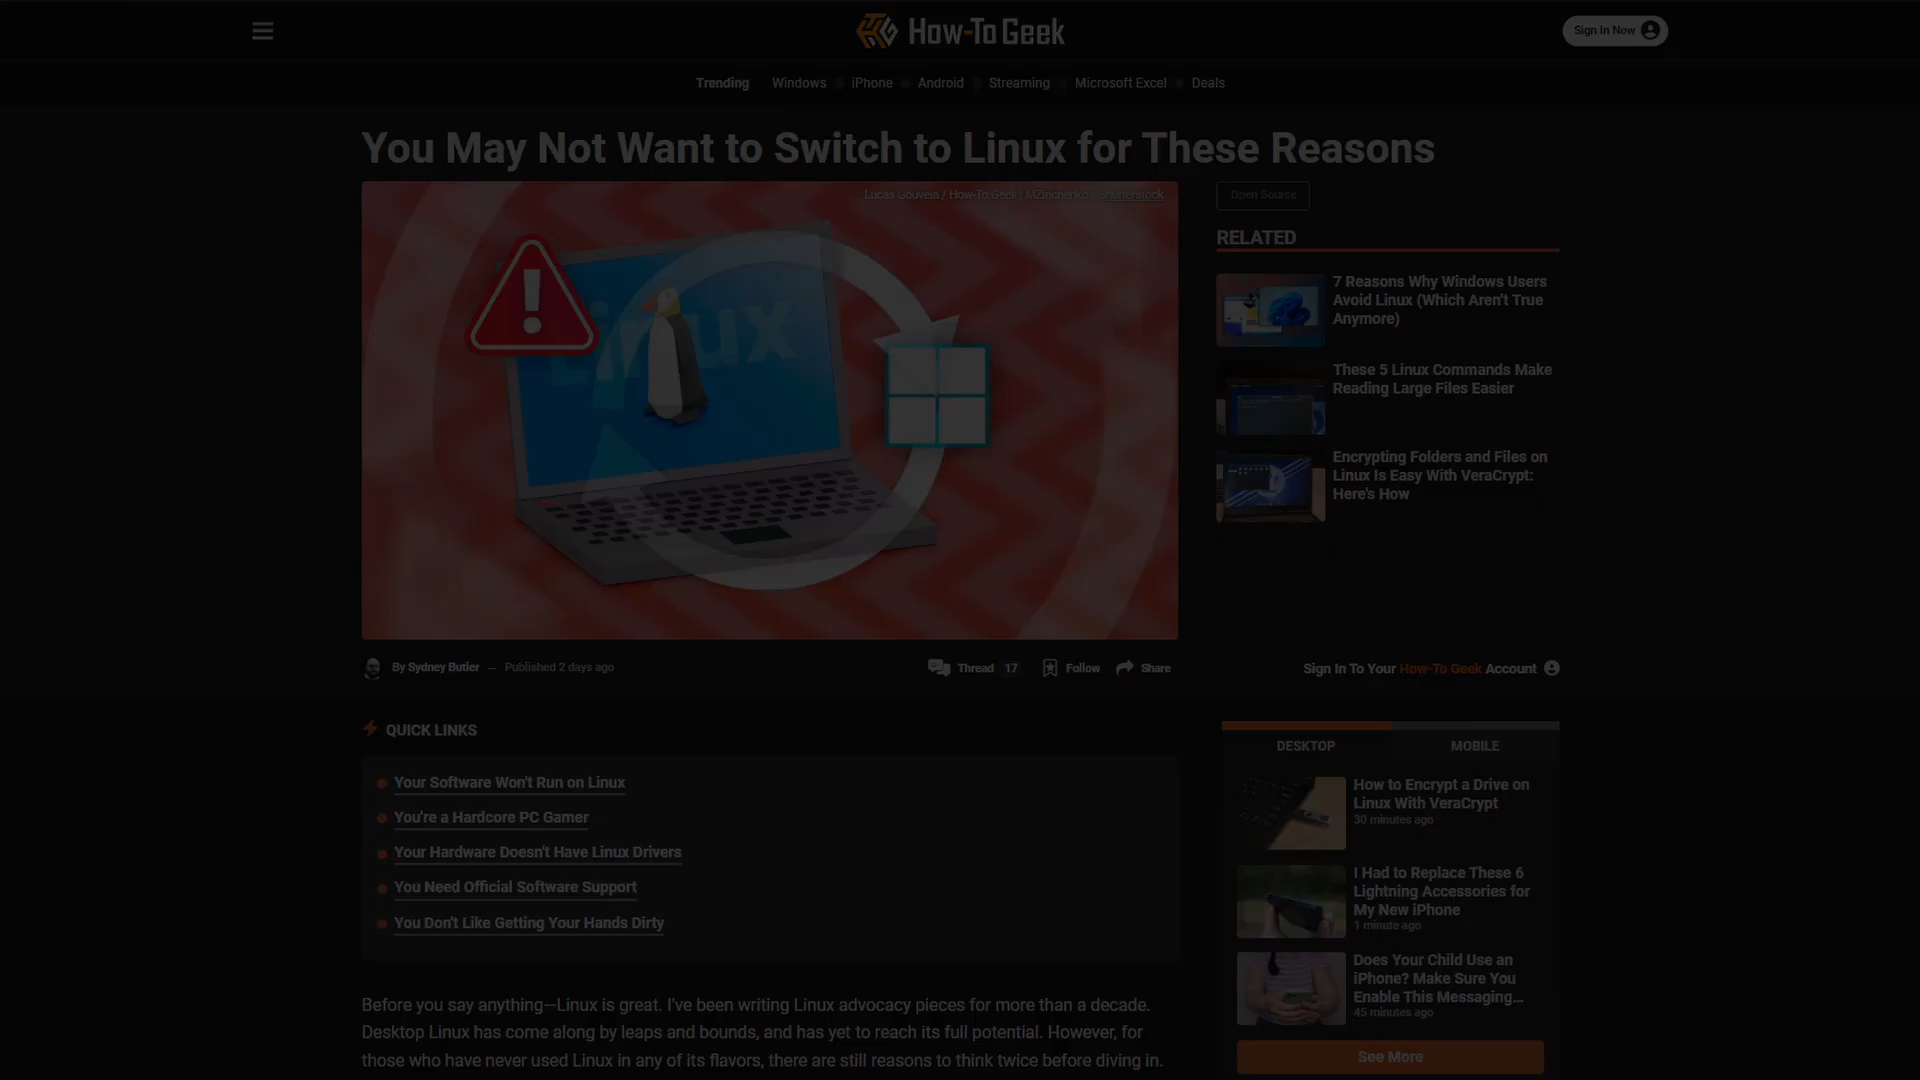 How-To Geek
Sign In Now
Trending Windows iPhone Android Streaming Microsoft Excel Deals
You May Not Want to Switch to Linux for These Reasons
Lucas Gouveia / How-To Geek | MZinchenko / Shutterstock
Linux
Open Source
RELATED
7 Reasons Why Windows Users
Avoid Linux (Which Aren't True
Anymore)
These 5 Linux Commands Make
Reading Large Files Easier
Encrypting Folders and Files on
Linux Is Easy With VeraCrypt:
Here's How
By Sydney Butler — Published 2 days ago
Thread 17 Follow Share
Sign In To Your How-To Geek Account
QUICK LINKS
Your Software Won't Run on Linux
You're a Hardcore PC Gamer
Your Hardware Doesn't Have Linux Drivers
You Need Official Software Support
You Don't Like Getting Your Hands Dirty
DESKTOP MOBILE
How to Encrypt a Drive on
Linux With VeraCrypt
30 minutes ago
I Had to Replace These 6
Lightning Accessories for
My New iPhone
1 minute ago
Does Your Child Use an
iPhone? Make Sure You
Enable This Messaging...
45 minutes ago
See More
Before you say anything—Linux is great. I've been writing Linux advocacy pieces for more than a decade.
Desktop Linux has come along by leaps and bounds, and has yet to reach its full potential. However, for
those who have never used Linux in any of its flavors, there are still reasons to think twice before diving in.